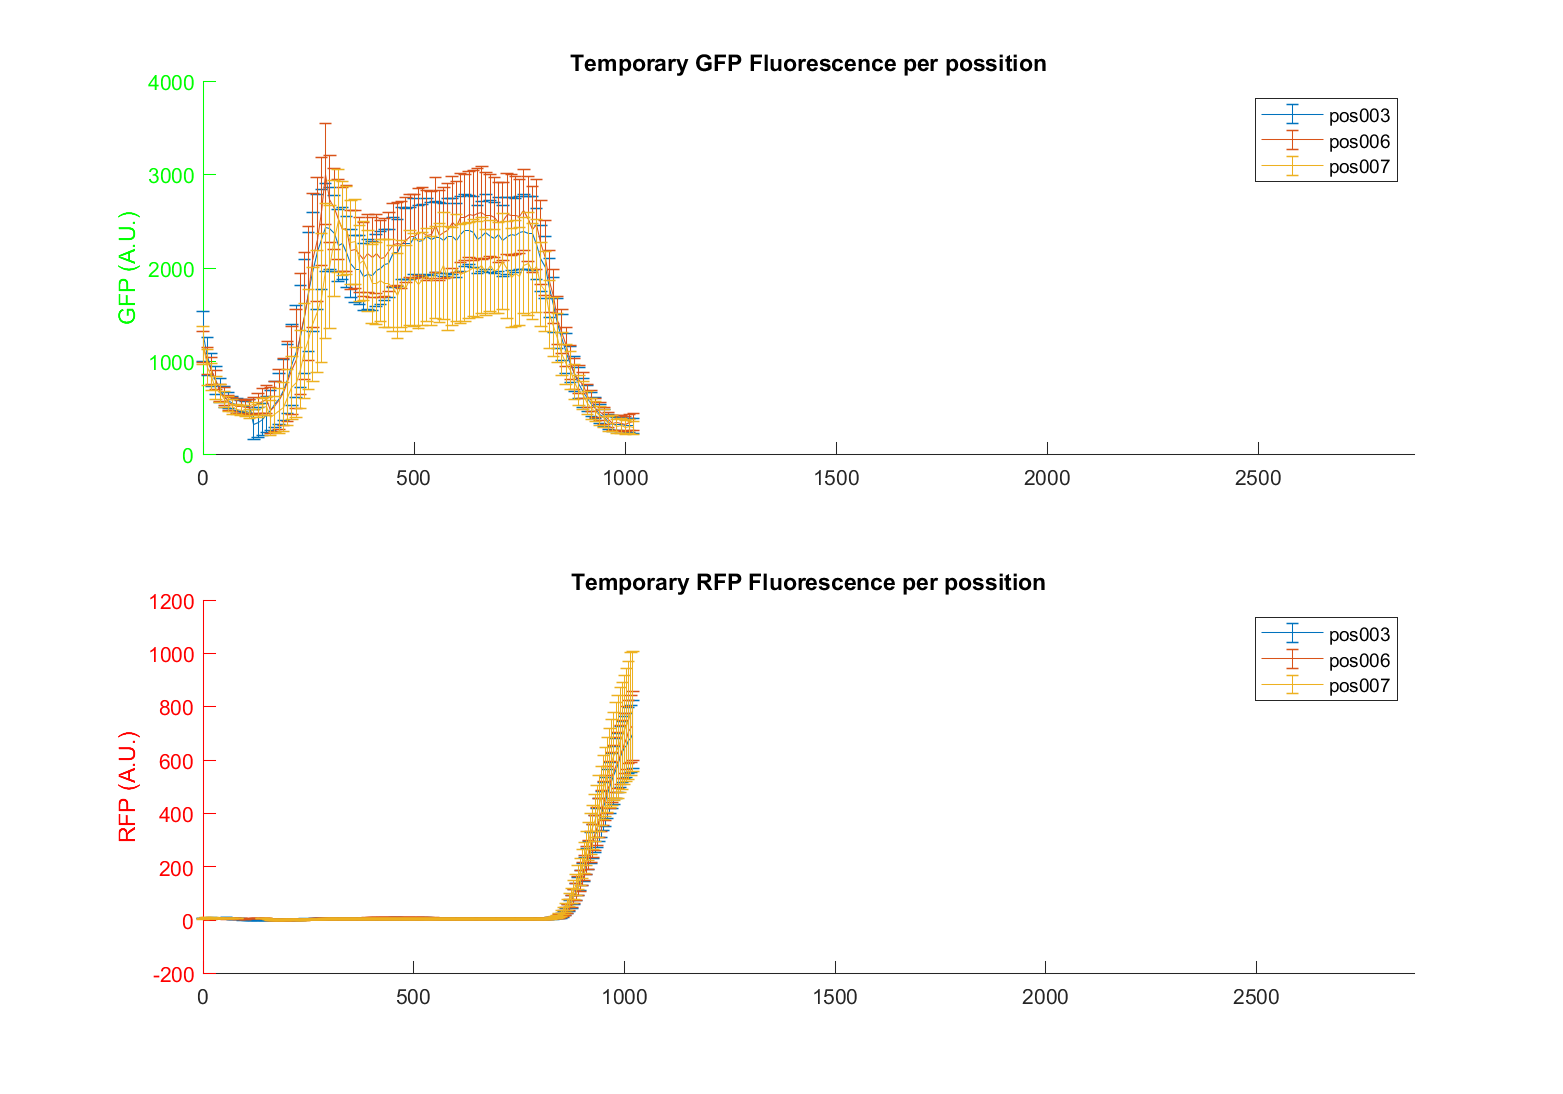 Temporary GFP Fluorescence per possition
4000
3000
2000
1000
0
GFP (A.U.)
0 500 1000 1500 2000 2500
pos003
pos006
pos007
Temporary RFP Fluorescence per possition
1200
1000
800
600
400
200
0
-200
RFP (A.U.)
0 500 1000 1500 2000 2500
pos003
pos006
pos007